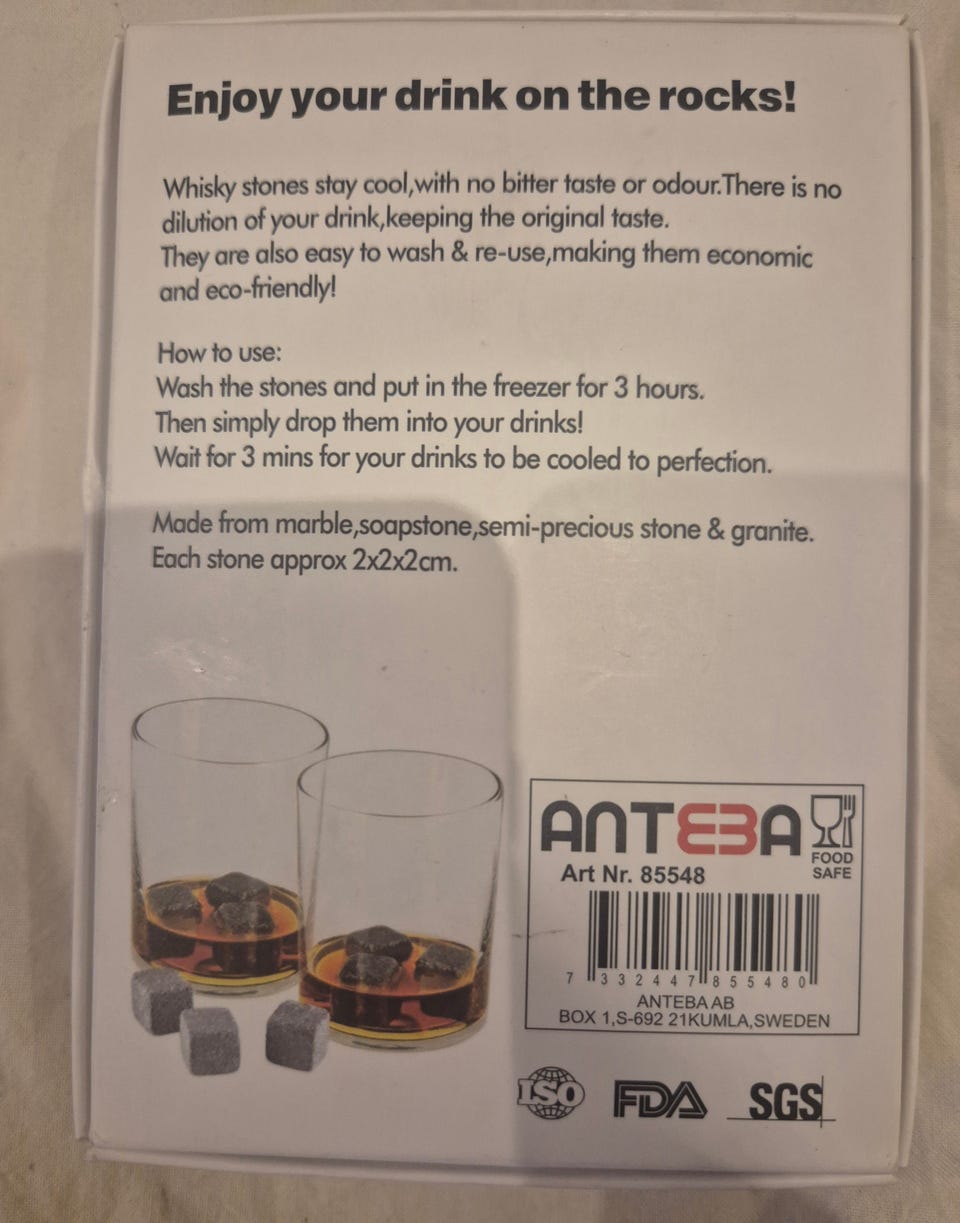 Enjoy your drink on the rocks!
Whisky stones stay cool,with no bitter taste or odour.There is no
dilution of your drink,keeping the original taste.
They are also easy to wash & re-use,making them economic
and eco-friendly!
How to use:
Wash the stones and put in the freezer for 3 hours.
Then simply drop them into your drinks!
Wait for 3 mins for your drinks to be cooled to perfection.
Made from marble,soapstone,semi-precious stone & granite.
Each stone approx 2x2x2cm.
ANTEBA
FOOD
SAFE
Art Nr. 85548
7 332447 855480
ANTEBA AB
BOX 1,S-692 21KUMLA,SWEDEN
ISO FDA SGS